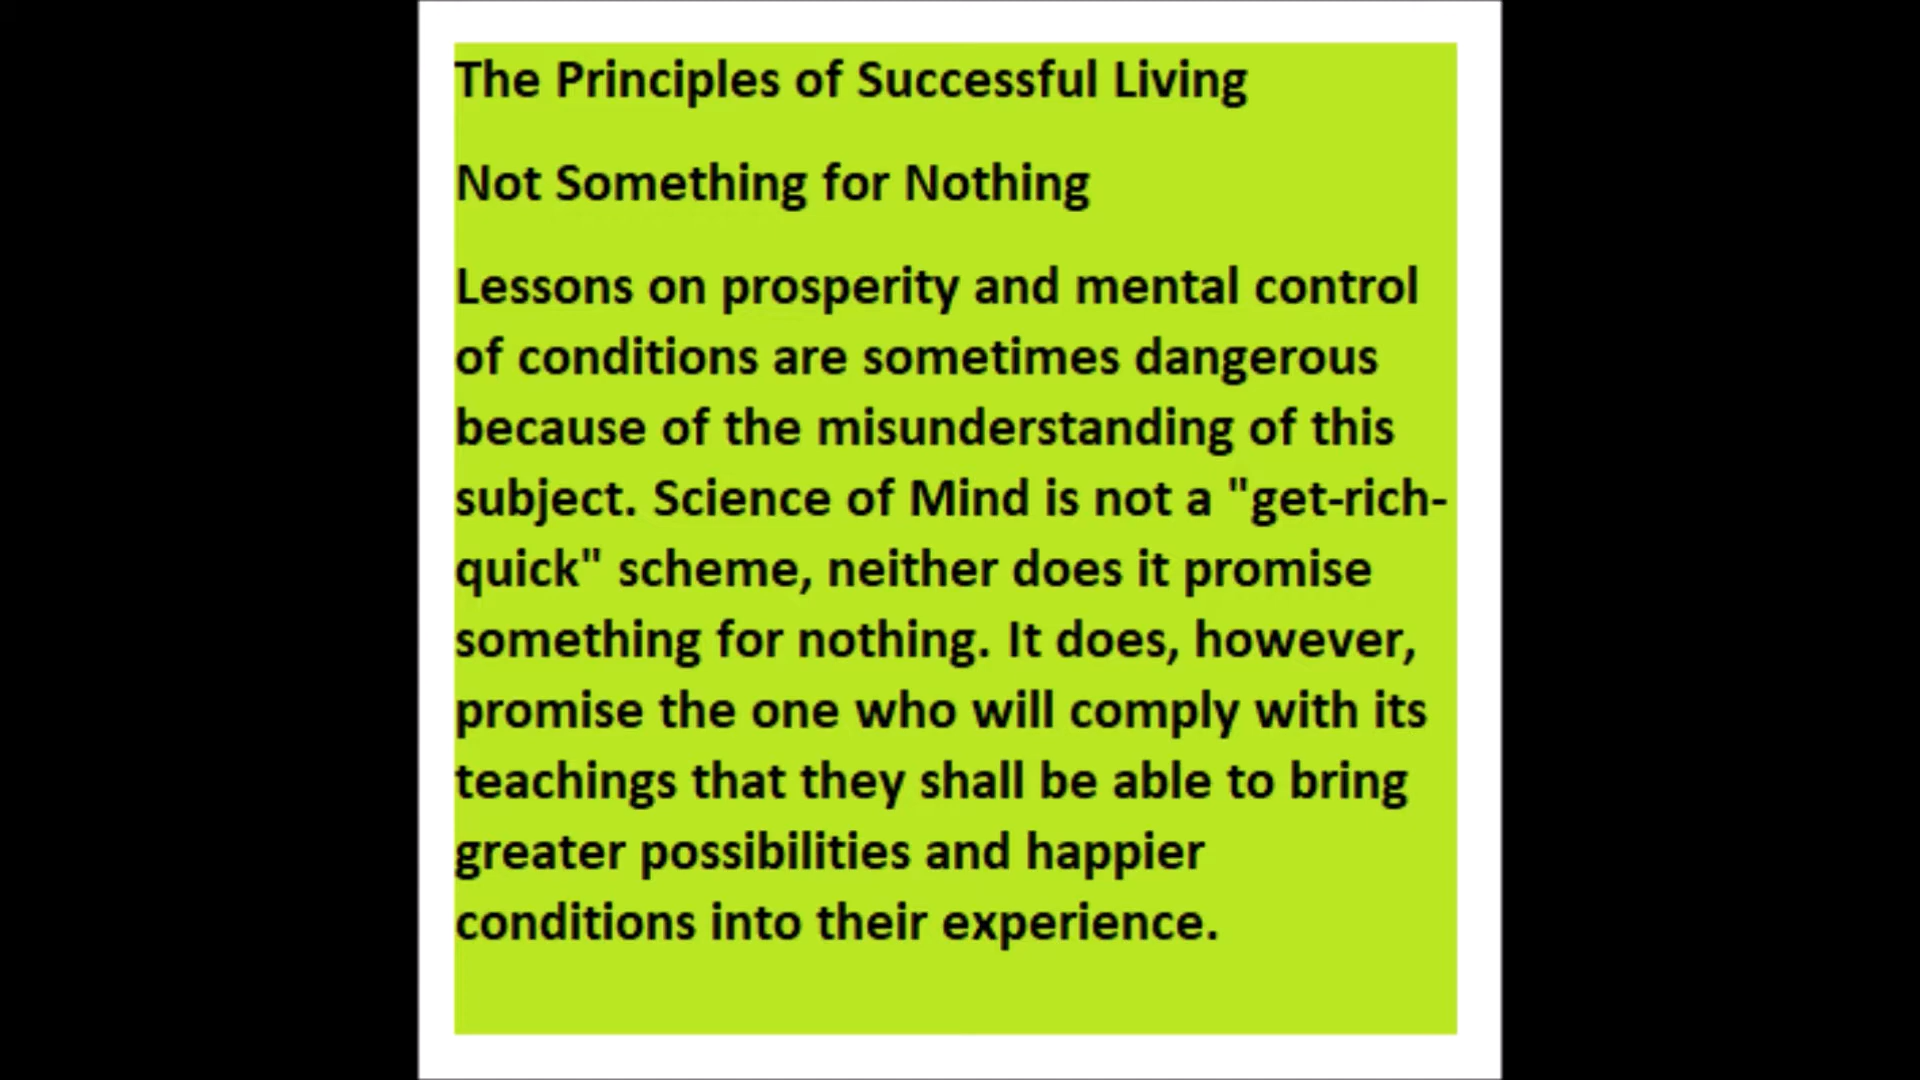 The Principles of Successful Living
Not Something for Nothing
Lessons on prosperity and mental control
of conditions are sometimes dangerous
because of the misunderstanding of this
subject. Science of Mind is not a "get-rich-
quick" scheme, neither does it promise
something for nothing. It does, however,
promise the one who will comply with its
teachings that they shall be able to bring
greater possibilities and happier
conditions into their experience.